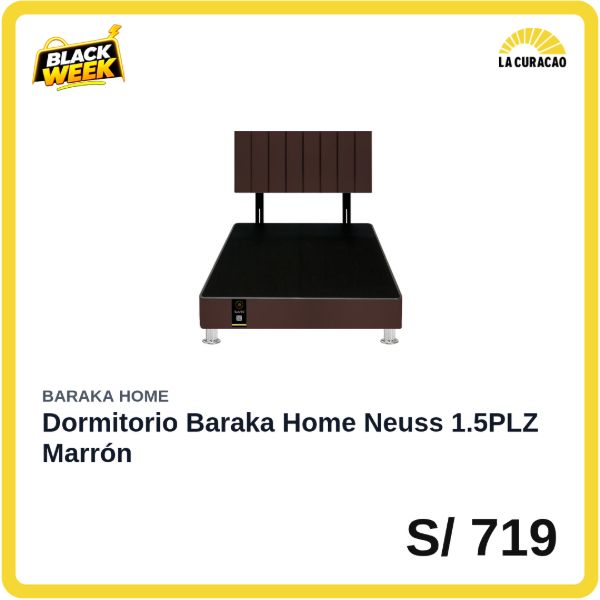 BLACK
WEEK
LA CURACAO
BARAKA HOME
Dormitorio Baraka Home Neuss 1.5PLZ
Marrón
S/ 719